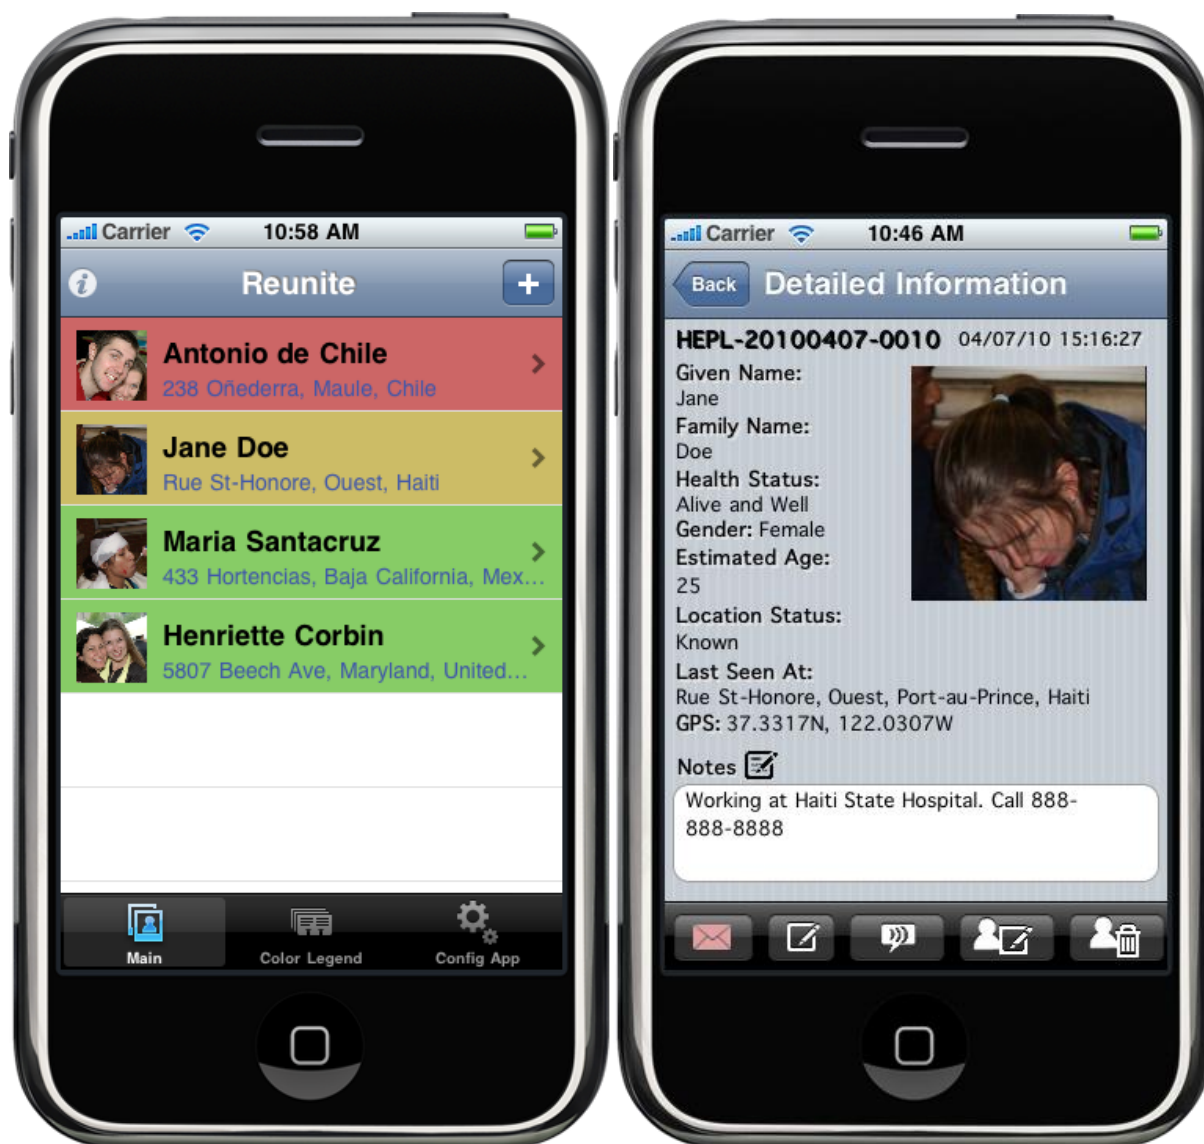 Carrier 10:58 AM
Reunite
Antonio de Chile
238 Oñederra, Maule, Chile
Jane Doe
Rue St-Honore, Ouest, Haiti
Maria Santacruz
433 Hortencias, Baja California, Mex...
Henriette Corbin
5807 Beech Ave, Maryland, United...
Main Color Legend Config App
Carrier 10:46 AM
Back Detailed Information
HEPL-20100407-0010 04/07/10 15:16:27
Given Name:
Jane
Family Name:
Doe
Health Status:
Alive and Well
Gender: Female
Estimated Age:
25
Location Status:
Known
Last Seen At:
Rue St-Honore, Ouest, Port-au-Prince, Haiti
GPS: 37.3317N, 122.0307W
Notes
Working at Haiti State Hospital. Call 888-
888-8888